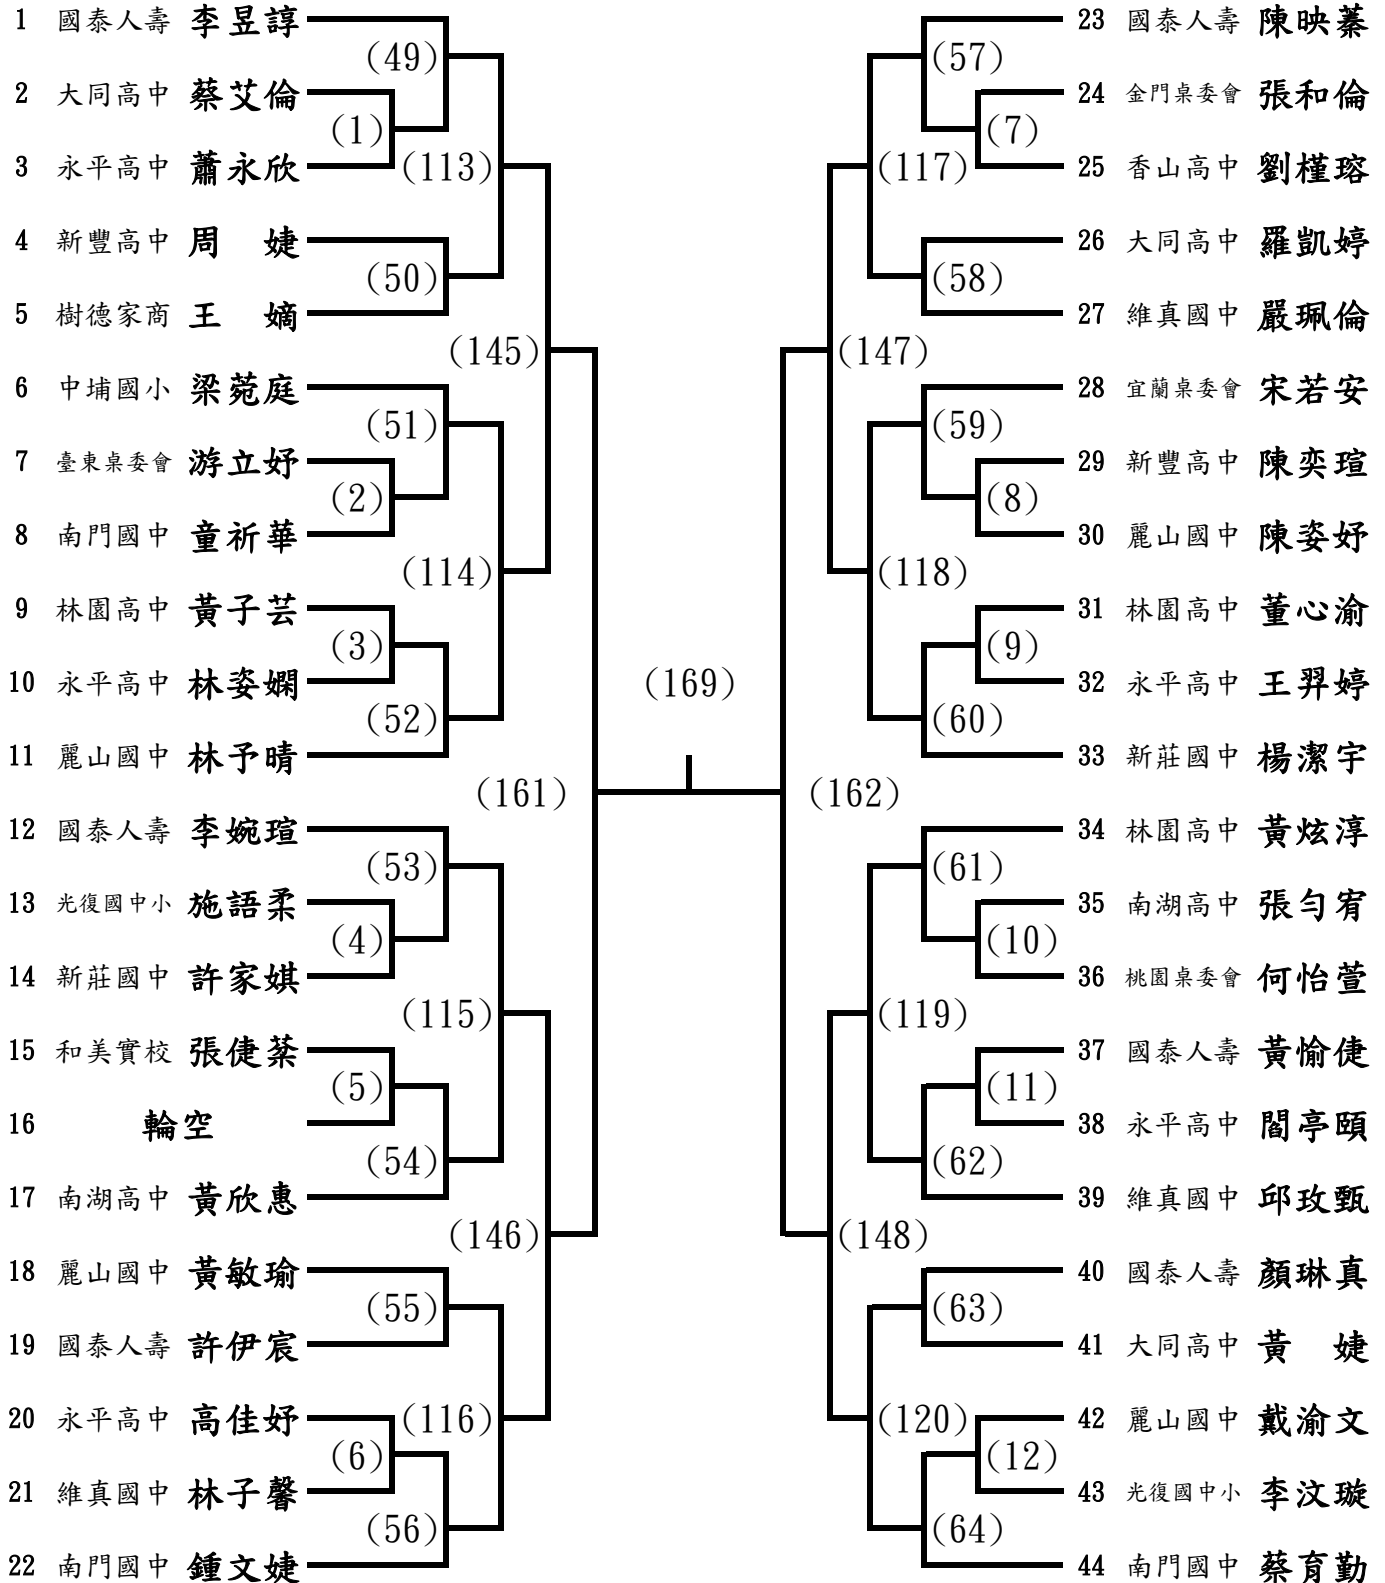 1 國泰人壽 李昱諄
(49)
2 大同高中 蔡艾倫
(1)
3 永平高中 蕭永欣
(113)
4 新豐高中 周　婕
(50)
5 樹德家商 王　嫡
(145)
6 中埔國小 梁菀庭
(51)
7 臺東桌委會 游立妤
(2)
8 南門國中 童祈華
(114)
9 林園高中 黃子芸
(3)
10 永平高中 林姿嫻
(52)
11 麗山國中 林予晴
(161)
12 國泰人壽 李婉瑄
(53)
13 光復國中小 施語柔
(4)
14 新莊國中 許家娸
(115)
15 和美實校 張倢棻
(5)
16 輪空
(54)
17 南湖高中 黃欣惠
(146)
18 麗山國中 黃敏瑜
(55)
19 國泰人壽 許伊宸
20 永平高中 高佳妤
(116)
(6)
21 維真國中 林子馨
(56)
22 南門國中 鍾文婕
(169)
23 國泰人壽 陳映蓁
(57)
24 金門桌委會 張和倫
(7)
25 香山高中 劉槿瑢
(117)
26 大同高中 羅凱婷
(58)
27 維真國中 嚴珮倫
(147)
28 宜蘭桌委會 宋若安
(59)
29 新豐高中 陳奕瑄
(8)
30 麗山國中 陳姿妤
(118)
31 林園高中 董心渝
(9)
32 永平高中 王羿婷
(60)
33 新莊國中 楊潔宇
(162)
34 林園高中 黃炫淳
(61)
35 南湖高中 張勻宥
(10)
36 桃園桌委會 何怡萱
(119)
37 國泰人壽 黃愉倢
(11)
38 永平高中 閻亭頤
(62)
39 維真國中 邱玫甄
(148)
40 國泰人壽 顏琳真
(63)
41 大同高中 黃　婕
(120)
42 麗山國中 戴渝文
(12)
43 光復國中小 李汶璇
(64)
44 南門國中 蔡育勤